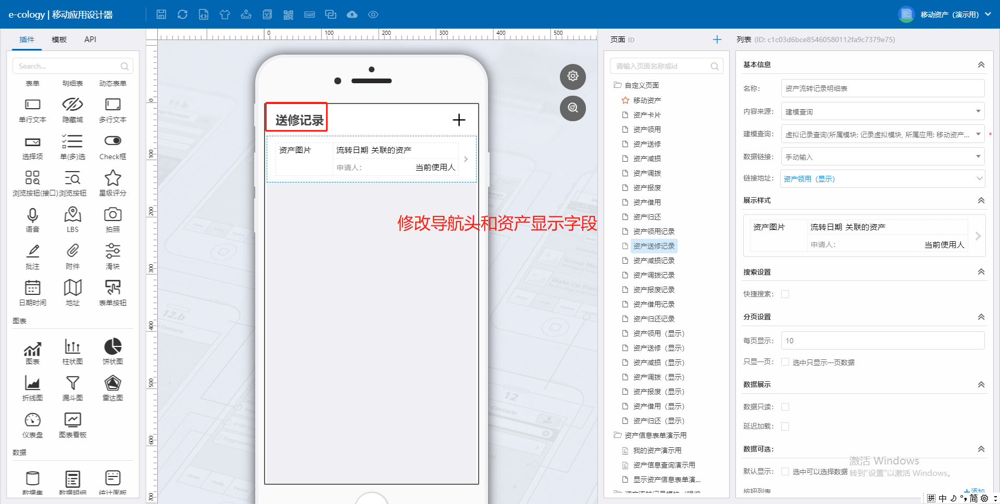 e-cology | 移动应用设计器
移动资产（演示用）
插件 模板 API
Search...
表单 明细表 动态表单
单行文本 隐藏域 多行文本
选择项 单(多)选 Check框
浏览按钮(接口) 浏览按钮 星级评分
语音 LBS 拍照
批注 附件 滑块
日期时间 地址 表单按钮
图表
图表 柱状图 饼状图
折线图 漏斗图 雷达图
仪表盘 图表看板
数据
数据集 数据明细 统计面板
0 100 200 300 400 500
0
100
200
300
400
500
600
700
送修记录
资产图片
流转日期 关联的资产
申请人: 当前使用人
修改导航头和资产显示字段
页面 ID
请输入页面名称或id
自定义页面
移动资产
资产卡片
资产领用
资产送修
资产减损
资产调拨
资产报废
资产借用
资产归还
资产领用记录
资产送修记录
资产减损记录
资产调拨记录
资产报废记录
资产借用记录
资产归还记录
资产领用（显示）
资产送修（显示）
资产减损（显示）
资产调拨（显示）
资产报废（显示）
资产借用（显示）
资产归还（显示）
资产信息表单演示用
我的资产演示用
资产信息查询演示用
显示资产信息表单演...
列表 (ID: c1c03d6bce85460580112fa9c7379e75)
基本信息
名称: 资产流转记录明细表
内容来源: 建模查询
建模查询: 虚拟记录查询(所属模块: 记录虚拟模块, 所属应用: 移动资产... *
数据链接: 手动输入
链接地址: 资产领用（显示）
展示样式
资产图片
流转日期 关联的资产
申请人: 当前使用人
搜索设置
快捷搜索:
分页设置
每页显示: 10
只显一页: 选中只显示一页数据
数据展示
数据只读:
延迟加载:
数据可选:
默认显示: 选中可以选择数据
按钮列表 +添加
激活 Windows
转到"设置"以激活 Windows。
拼 中 简